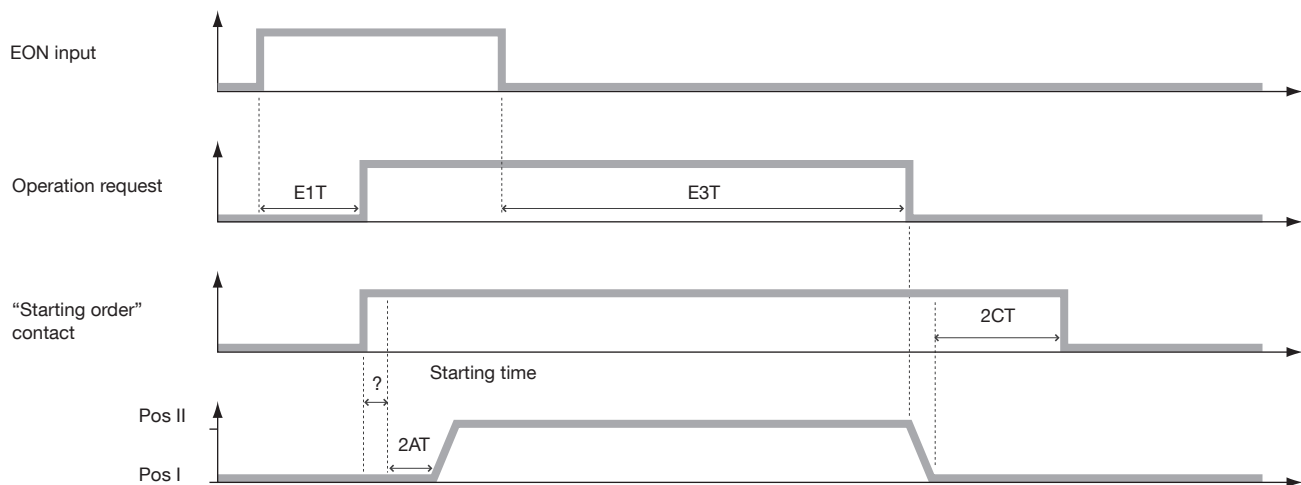 EON input
Operation request
E1T
E3T
“Starting order”
contact
2CT
Starting time
?
Pos II
2AT
Pos I